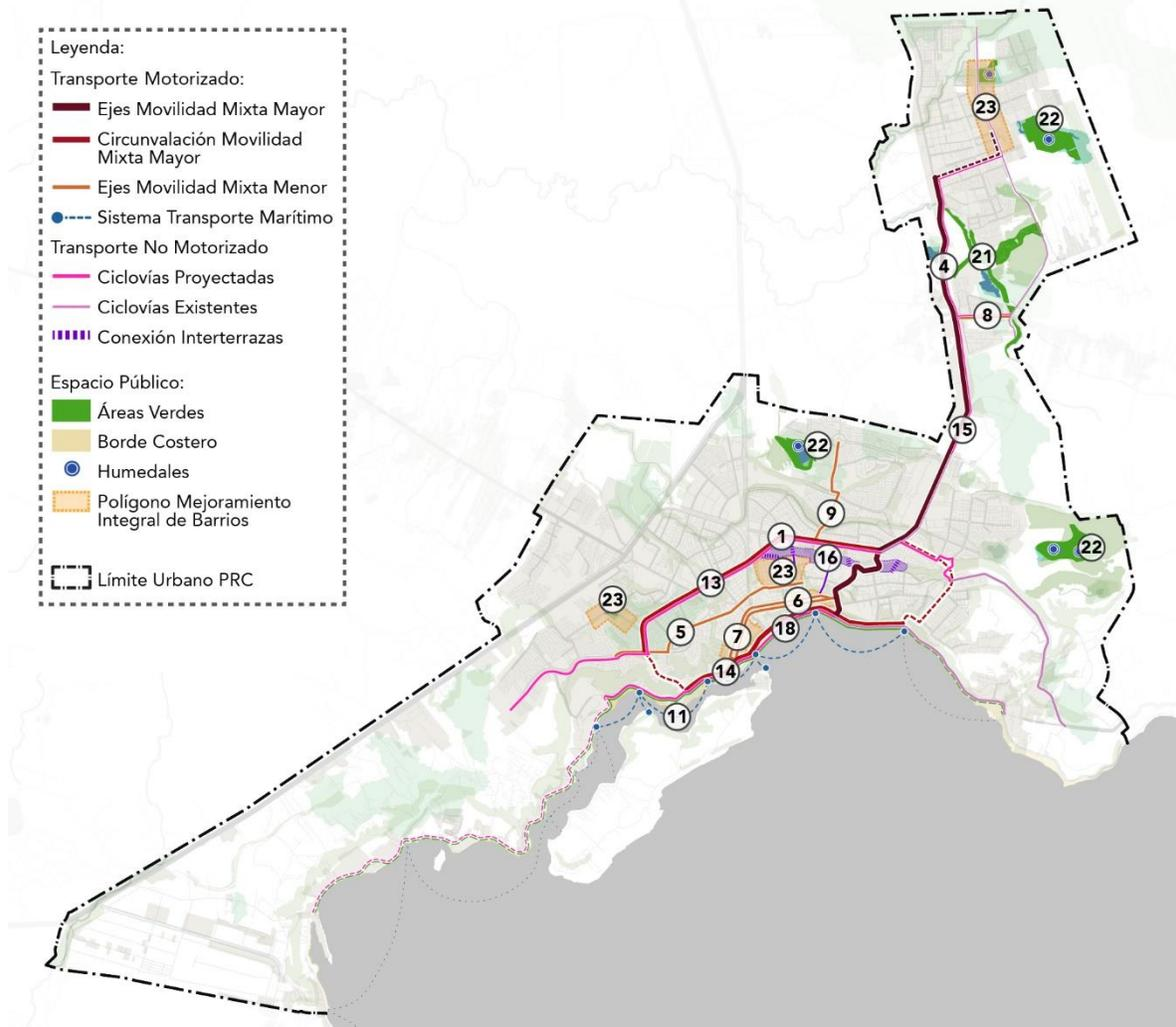 Leyenda:
Transporte Motorizado:
Ejes Movilidad Mixta Mayor
Circunvalación Movilidad
Mixta Mayor
Ejes Movilidad Mixta Menor
Sistema Transporte Marítimo
Transporte No Motorizado
Ciclovías Proyectadas
Ciclovías Existentes
Conexión Interterrazas
Espacio Público:
Áreas Verdes
Borde Costero
Humedales
Polígono Mejoramiento
Integral de Barrios
Límite Urbano PRC
23
22
21
4
8
15
22
9
1
16
22
13
23
23
6
5
7
18
14
11